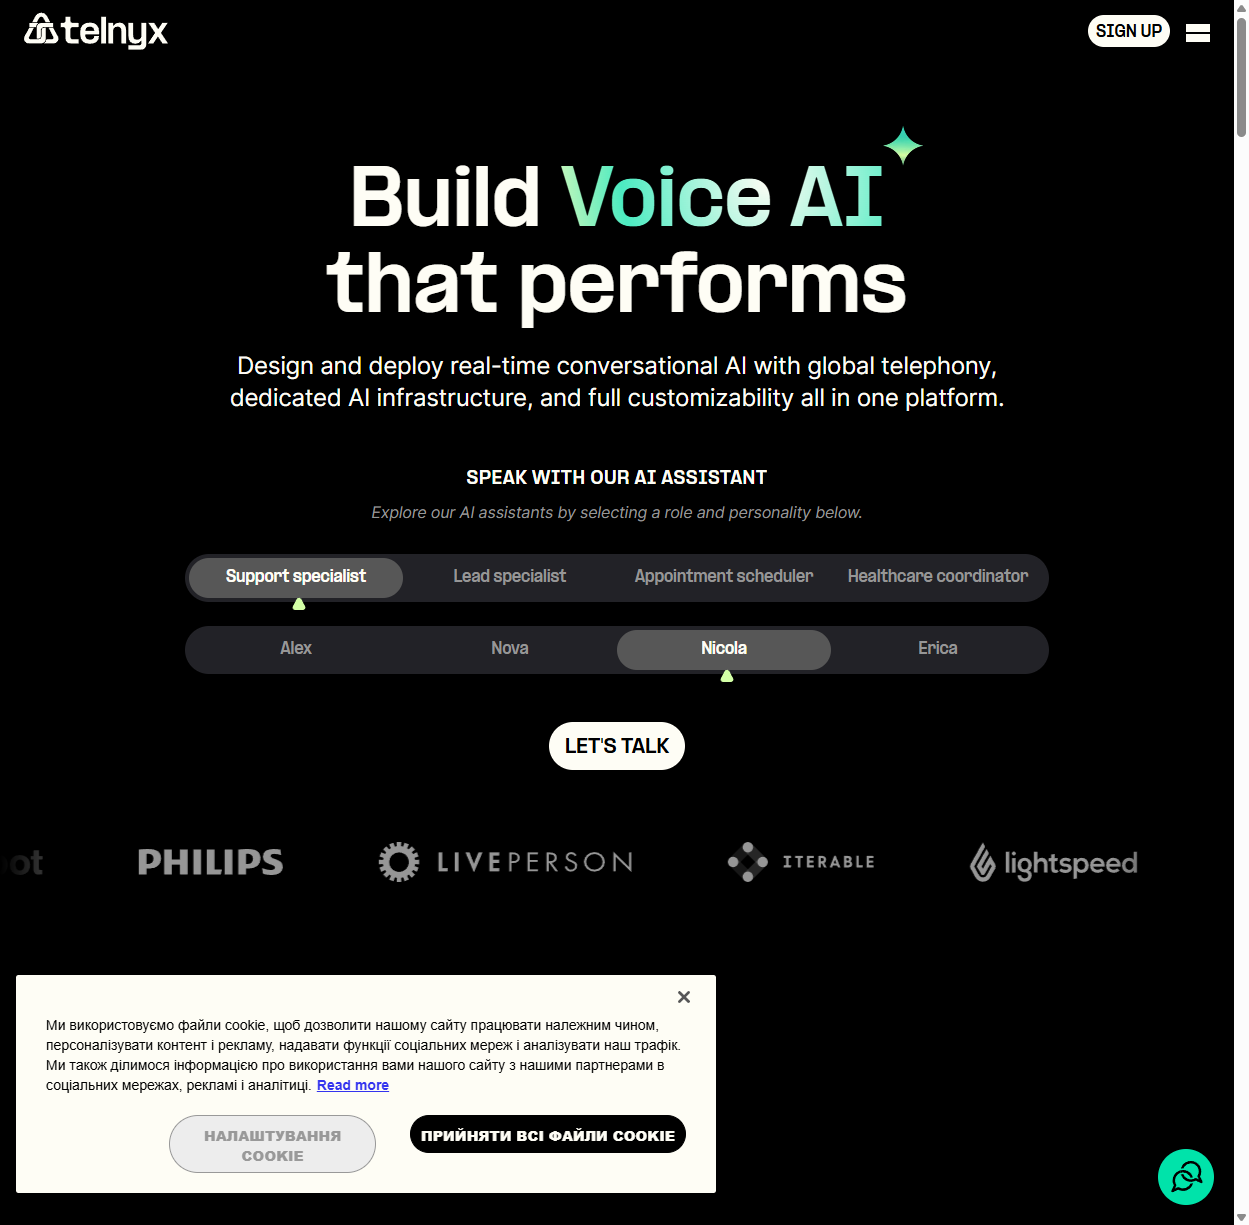 telnyx
SIGN UP
Build Voice AI
that performs
Design and deploy real-time conversational AI with global telephony,
dedicated AI infrastructure, and full customizability all in one platform.
SPEAK WITH OUR AI ASSISTANT
Explore our AI assistants by selecting a role and personality below.
Support specialist Lead specialist Appointment scheduler Healthcare coordinator
Alex Nova Nicola Erica
LET'S TALK
PHILIPS LIVEPERSON ITERABLE lightspeed
Ми використовуємо файли cookie, щоб дозволити нашому сайту працювати належним чином,
персоналізувати контент і рекламу, надавати функції соціальних мереж і аналізувати наш трафік.
Ми також ділимося інформацією про використання вами нашого сайту з нашими партнерами в
соціальних мережах, рекламі і аналітиці. Read more
НАЛАШТУВАННЯ
COOKIE
ПРИЙНЯТИ ВСІ ФАЙЛИ COOKIE